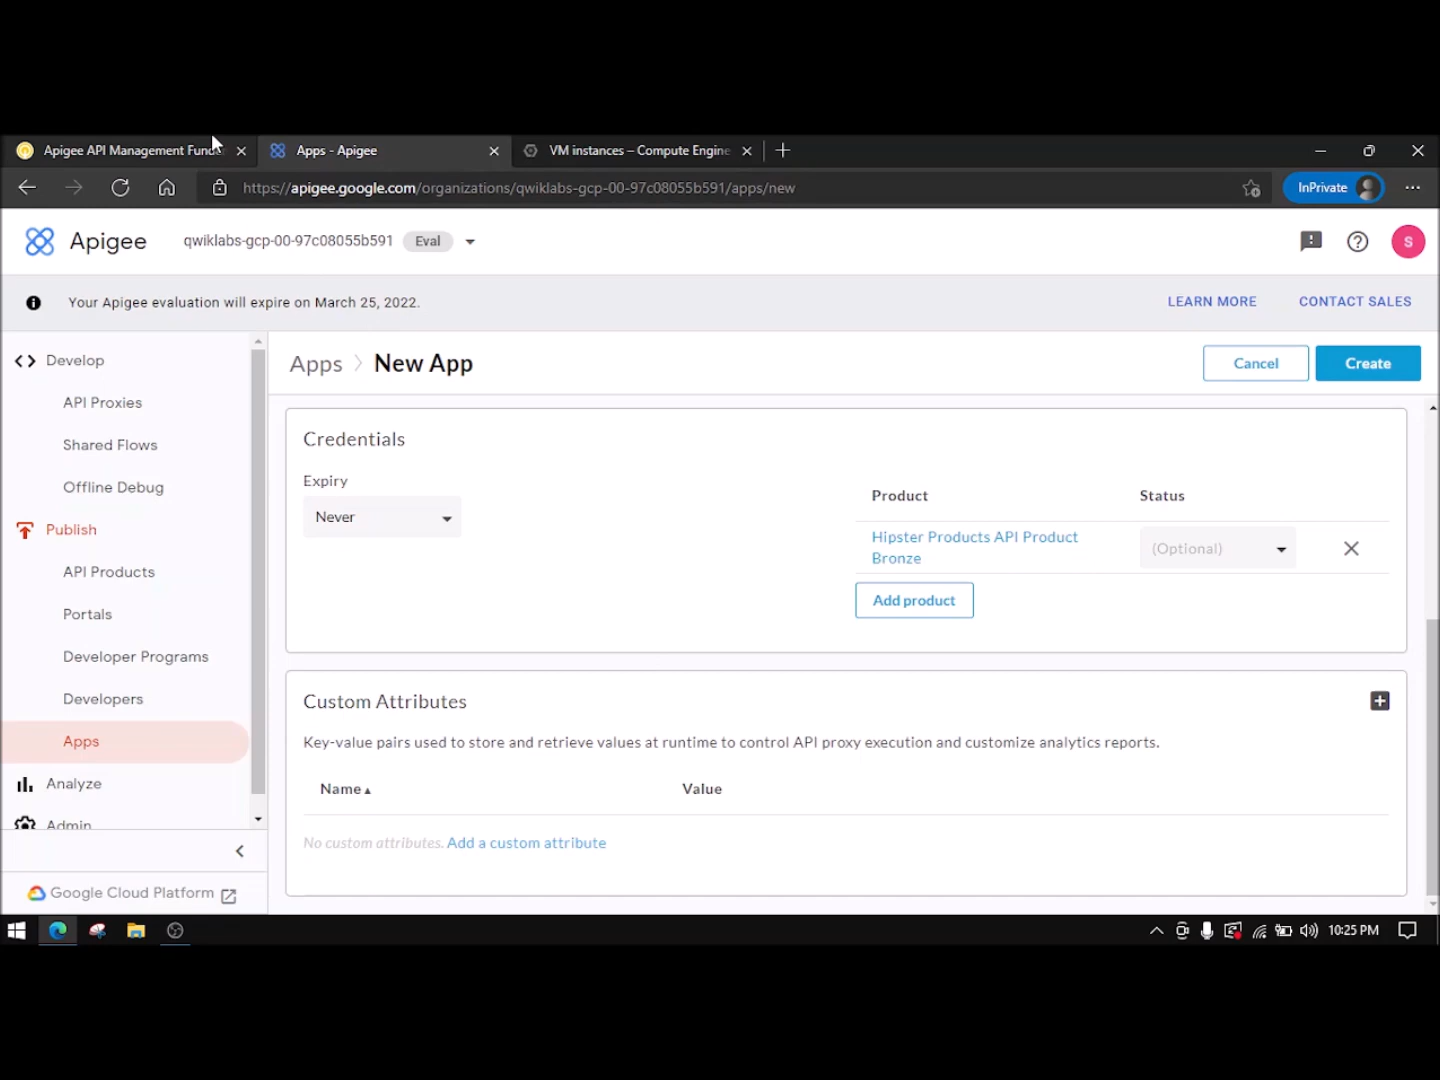 Apigee API Management Fund
Apps - Apigee
VM instances – Compute Engine
https://apigee.google.com/organizations/qwiklabs-gcp-00-97c08055b591/apps/new
InPrivate
Apigee
qwiklabs-gcp-00-97c08055b591
Eval
S
Your Apigee evaluation will expire on March 25, 2022.
LEARN MORE
CONTACT SALES
Develop
API Proxies
Shared Flows
Offline Debug
Publish
API Products
Portals
Developer Programs
Developers
Apps
Analyze
Admin
Google Cloud Platform
Apps > New App
Cancel
Create
Credentials
Expiry
Never
Product
Status
Hipster Products API Product
Bronze
(Optional)
Add product
Custom Attributes
Key-value pairs used to store and retrieve values at runtime to control API proxy execution and customize analytics reports.
Name
Value
No custom attributes. Add a custom attribute
10:25 PM